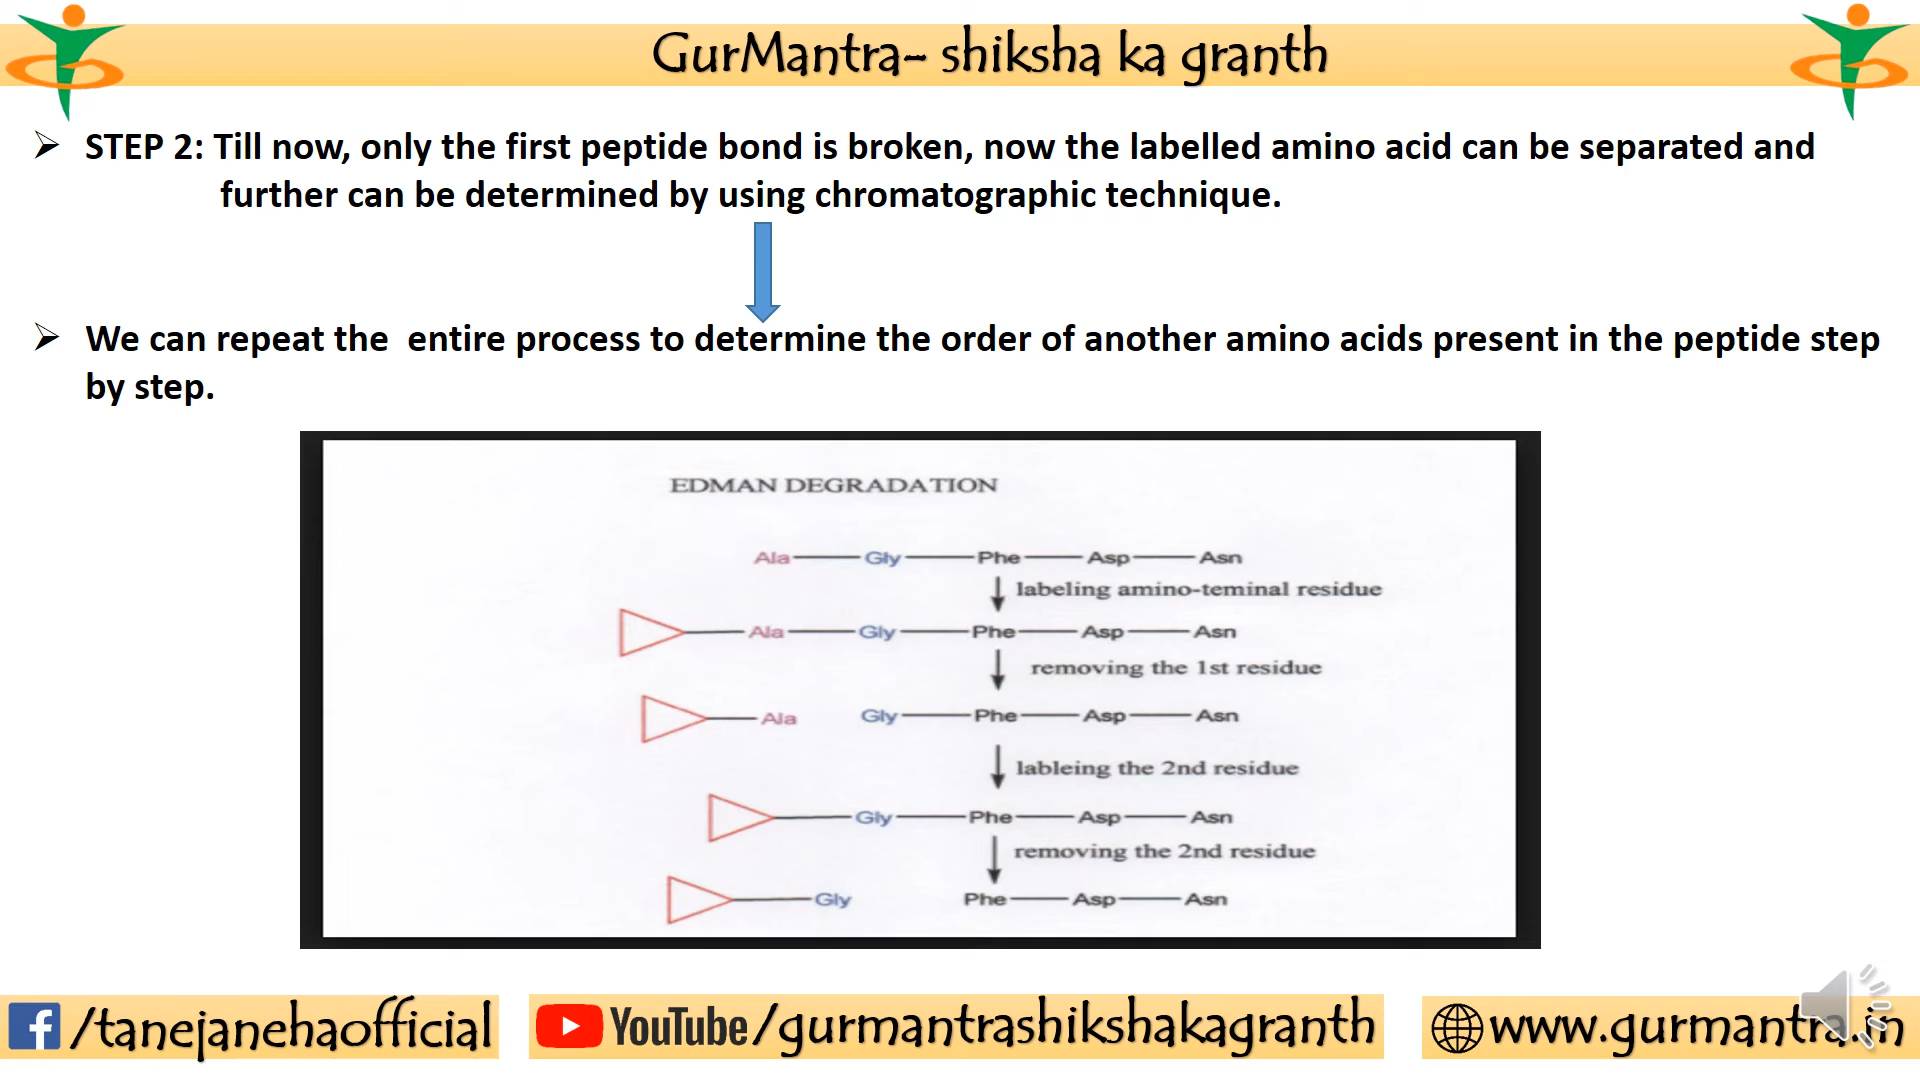 GurMantra- shiksha ka granth
➢ STEP 2: Till now, only the first peptide bond is broken, now the labelled amino acid can be separated and
further can be determined by using chromatographic technique.
➢ We can repeat the  entire process to determine the order of another amino acids present in the peptide step
by step.
EDMAN DEGRADATION
Ala Gly Phe Asp Asn
labeling amino-teminal residue
Ala Gly Phe Asp Asn
removing the 1st residue
Ala Gly Phe Asp Asn
lableing the 2nd residue
Gly Phe Asp Asn
removing the 2nd residue
Gly Phe Asp Asn
f /tanejanehaofficial YouTube /gurmantrashikshakagranth www.gurmantra.in